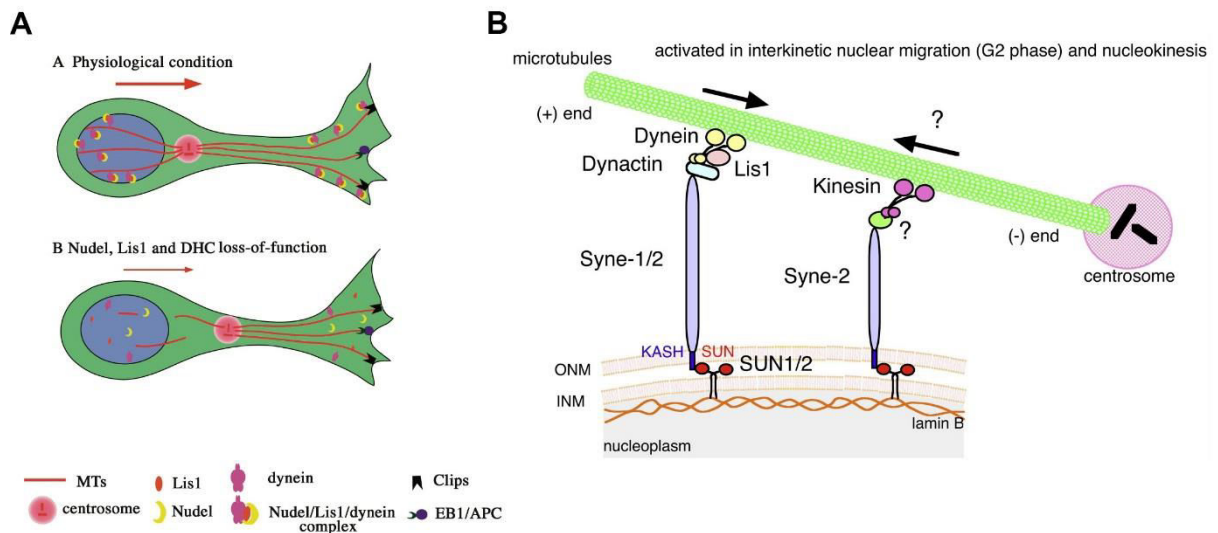 A
A Physiological condition
B Nudel, Lis1 and DHC loss-of-function
MTs
Lis1
dynein
Clips
centrosome
Nudel
Nudel/Lis1/dynein
complex
EB1/APC
B
activated in interkinetic nuclear migration (G2 phase) and nucleokinesis
microtubules
(+) end
?
Dynein
Dynactin
Lis1
Kinesin
?
(-) end
centrosome
Syne-1/2
Syne-2
KASH
SUN
SUN1/2
ONM
INM
lamin B
nucleoplasm